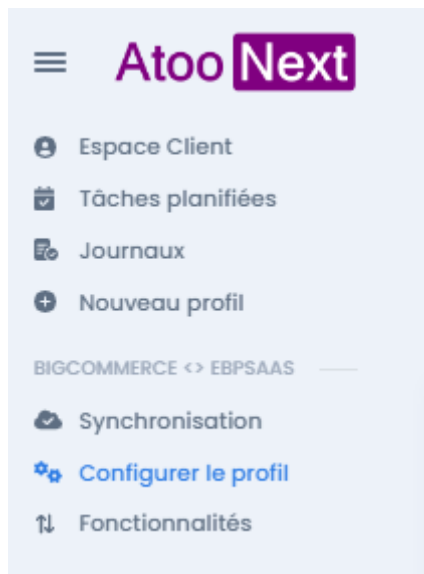 Atoo Next
Espace Client
Tâches planifiées
Journaux
Nouveau profil
BIGCOMMERCE <> EBPSAAS
Synchronisation
Configurer le profil
Fonctionnalités